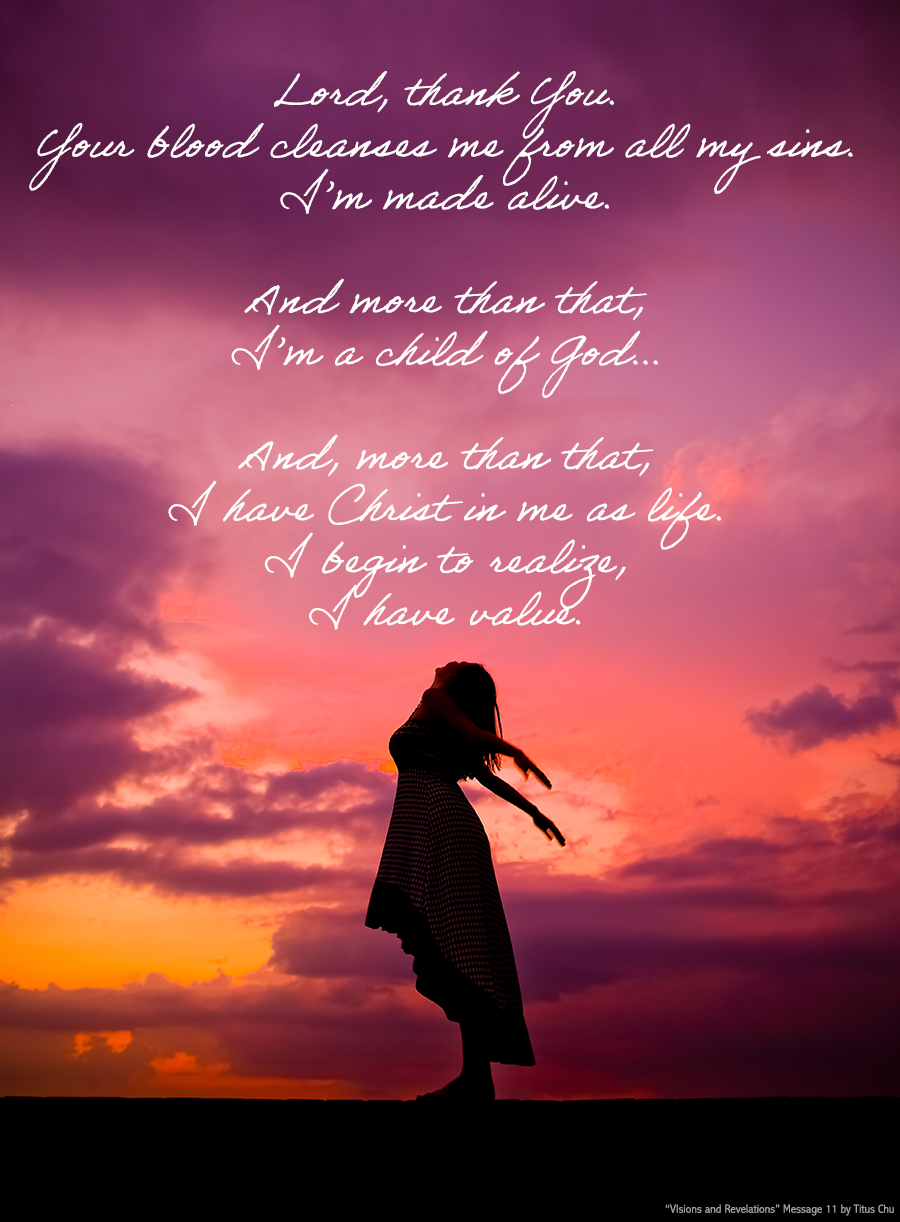 Lord, thank You.
Your blood cleanses me from all my sins.
I'm made alive.
And more than that,
I'm a child of God...
And, more than that,
I have Christ in me as life.
I begin to realize,
I have value.
"Visions and Revelations" Message 11 by Titus Chu